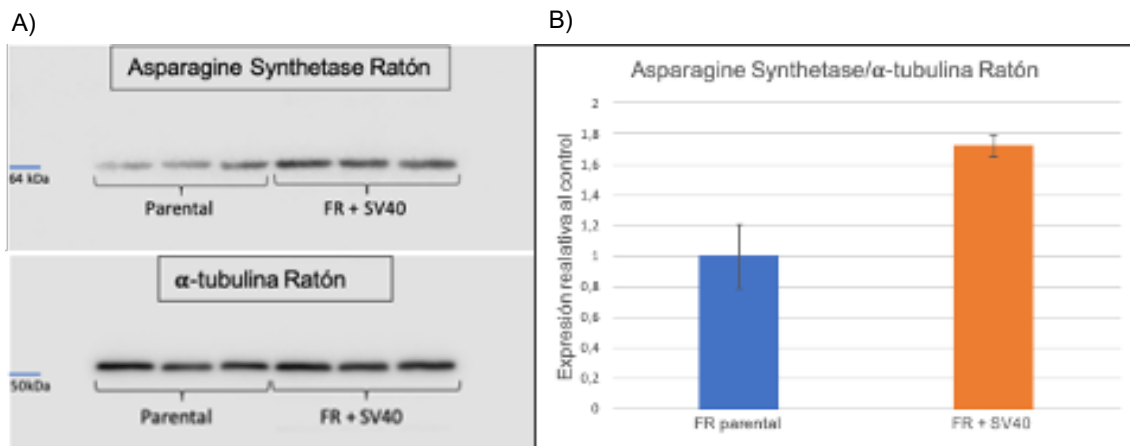 A)
Asparagine Synthetase Ratón
64 kDa
Parental
FR + SV40
α-tubulina Ratón
50kDa
Parental
FR + SV40
B)
Asparagine Synthetase/α-tubulina Ratón
Expresión realativa al control
2
1,8
1,6
1,4
1,2
1
0,8
0,6
0,4
0,2
0
FR parental
FR + SV40